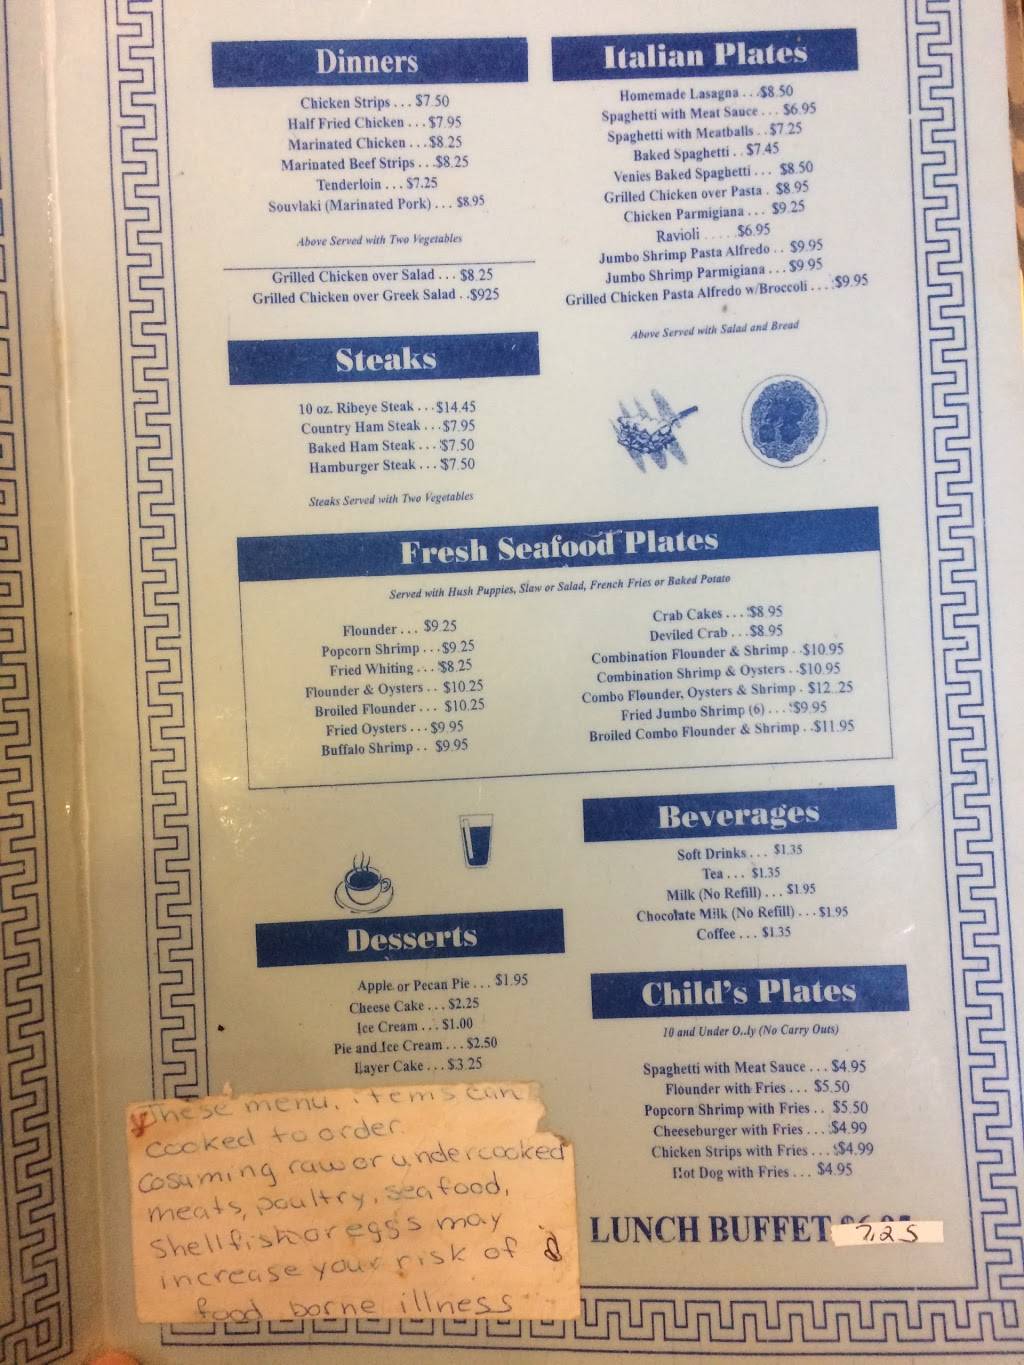 Dinners
Chicken Strips . . . $7.50
Half Fried Chicken . . . $7.95
Marinated Chicken . . . $8.25
Marinated Beef Strips . . . $8.25
Tenderloin . . . $7.25
Souvlaki (Marinated Pork) . . . $8.95
Above Served with Two Vegetables
Grilled Chicken over Salad . . . $8.25
Grilled Chicken over Greek Salad . . $925
Steaks
10 oz. Ribeye Steak . . . $14.45
Country Ham Steak . . . $7.95
Baked Ham Steak . . . $7.50
Hamburger Steak . . . $7.50
Steaks Served with Two Vegetables
Italian Plates
Homemade Lasagna . . . $8.50
Spaghetti with Meat Sauce . . . $6.95
Spaghetti with Meatballs . . $7.25
Baked Spaghetti . . $7.45
Venies Baked Spaghetti . . . $8.50
Grilled Chicken over Pasta . $8.95
Chicken Parmigiana . . . $9.25
Ravioli . . . . . $6.95
Jumbo Shrimp Pasta Alfredo . . $9.95
Jumbo Shrimp Parmigiana . . . $9.95
Grilled Chicken Pasta Alfredo w/Broccoli . . . $9.95
Above Served with Salad and Bread
Fresh Seafood Plates
Served with Hush Puppies, Slaw or Salad, French Fries or Baked Potato
Flounder . . . $9.25
Popcorn Shrimp . . . $9.25
Fried Whiting . . . $8.25
Flounder & Oysters . . $10.25
Broiled Flounder . . . $10.25
Fried Oysters . . . $9.95
Buffalo Shrimp . . $9.95
Crab Cakes . . . $8.95
Deviled Crab . . . $8.95
Combination Flounder & Shrimp . . $10.95
Combination Shrimp & Oysters . . $10.95
Combo Flounder, Oysters & Shrimp . $12.25
Fried Jumbo Shrimp (6) . . . $9.95
Broiled Combo Flounder & Shrimp . . $11.95
Beverages
Soft Drinks . . . $1.35
Tea . . . $1.35
Milk (No Refill) . . . $1.95
Chocolate Milk (No Refill) . . . $1.95
Coffee . . . $1.35
Desserts
Apple or Pecan Pie . . . $1.95
Cheese Cake . . . $2.25
Ice Cream . . . $1.00
Pie and Ice Cream . . . $2.50
Layer Cake . . . $3.25
Child's Plates
10 and Under O..ly (No Carry Outs)
Spaghetti with Meat Sauce . . . $4.95
Flounder with Fries . . . $5.50
Popcorn Shrimp with Fries . . $5.50
Cheeseburger with Fries . . . $4.99
Chicken Strips with Fries . . . $4.99
Hot Dog with Fries . . . $4.95
LUNCH BUFFET 7.25
These menu items can
cooked to order.
Cosuming raw or undercooked
meats, poultry, seafood,
Shellfish or egg's may
increase your risk of
food borne illness